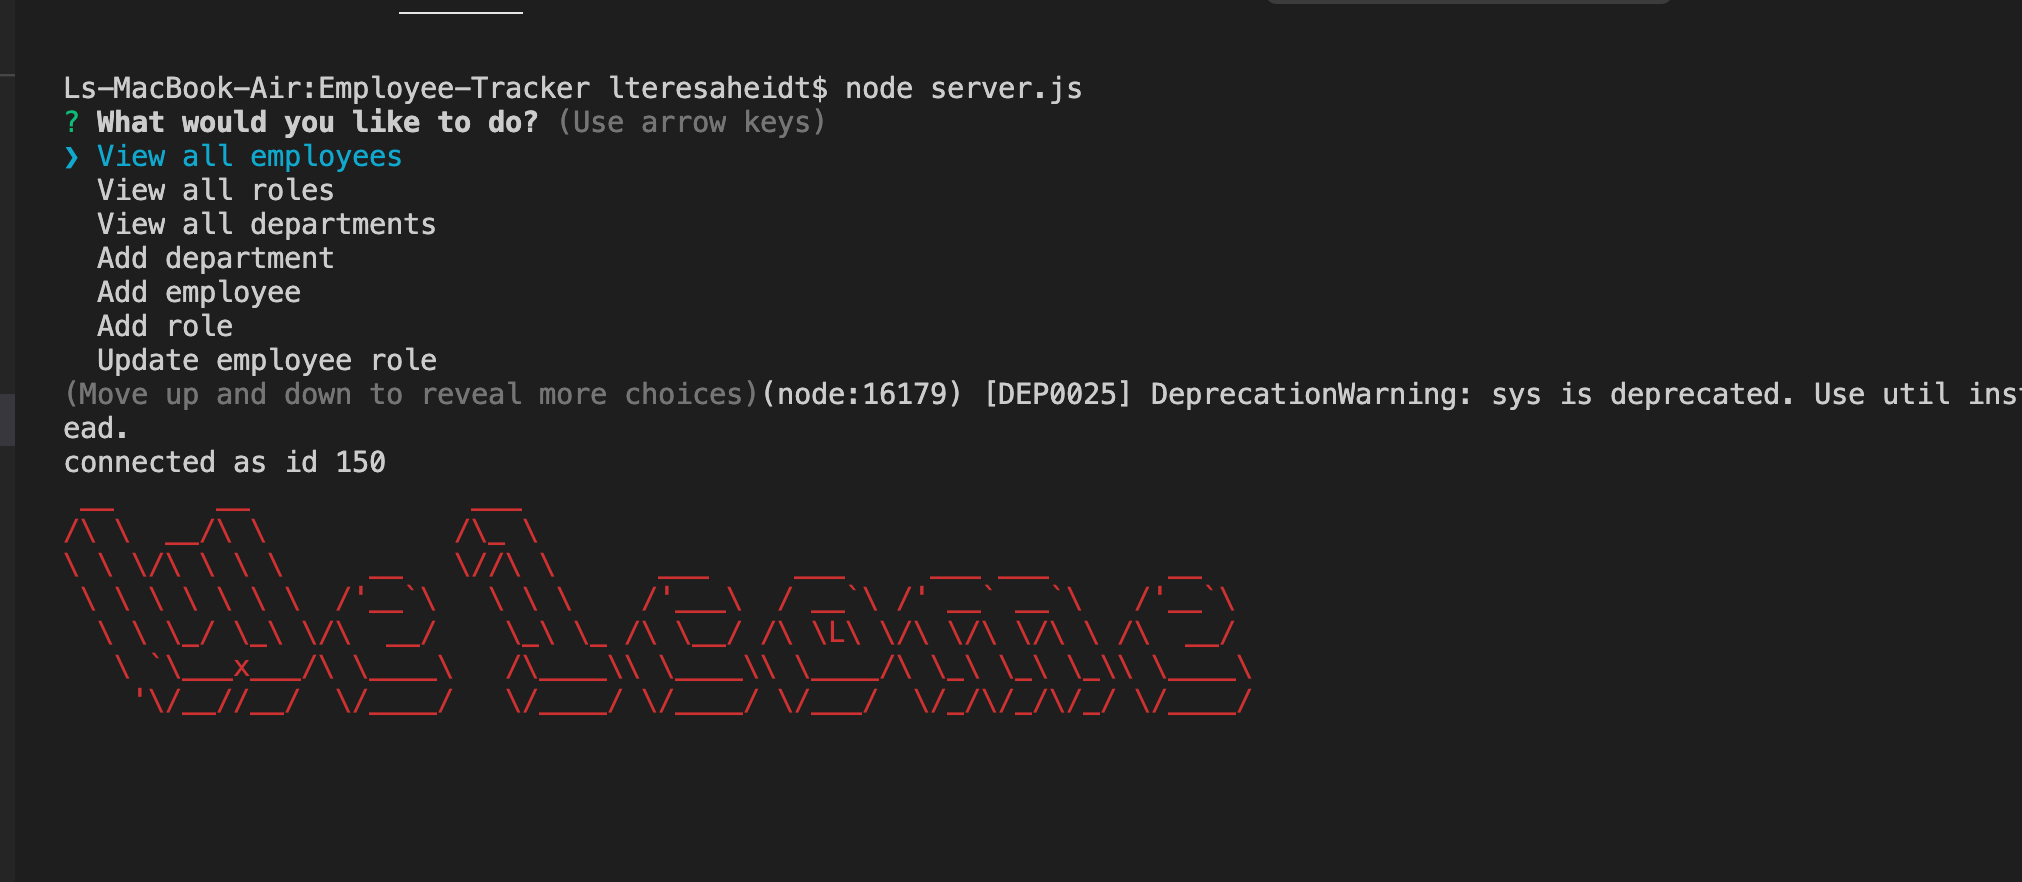 Ls-MacBook-Air:Employee-Tracker lteresaheidt$ node server.js
? What would you like to do? (Use arrow keys)
❯ View all employees
View all roles
View all departments
Add department
Add employee
Add role
Update employee role
(Move up and down to reveal more choices)(node:16179) [DEP0025] DeprecationWarning: sys is deprecated. Use util inst
ead.
connected as id 150
Welcome